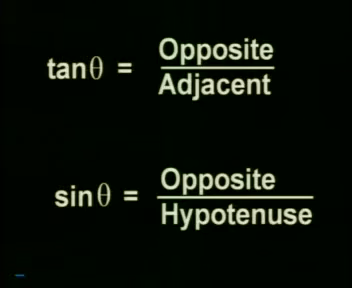 tanθ = Opposite
Adjacent
sinθ = Opposite
Hypotenuse